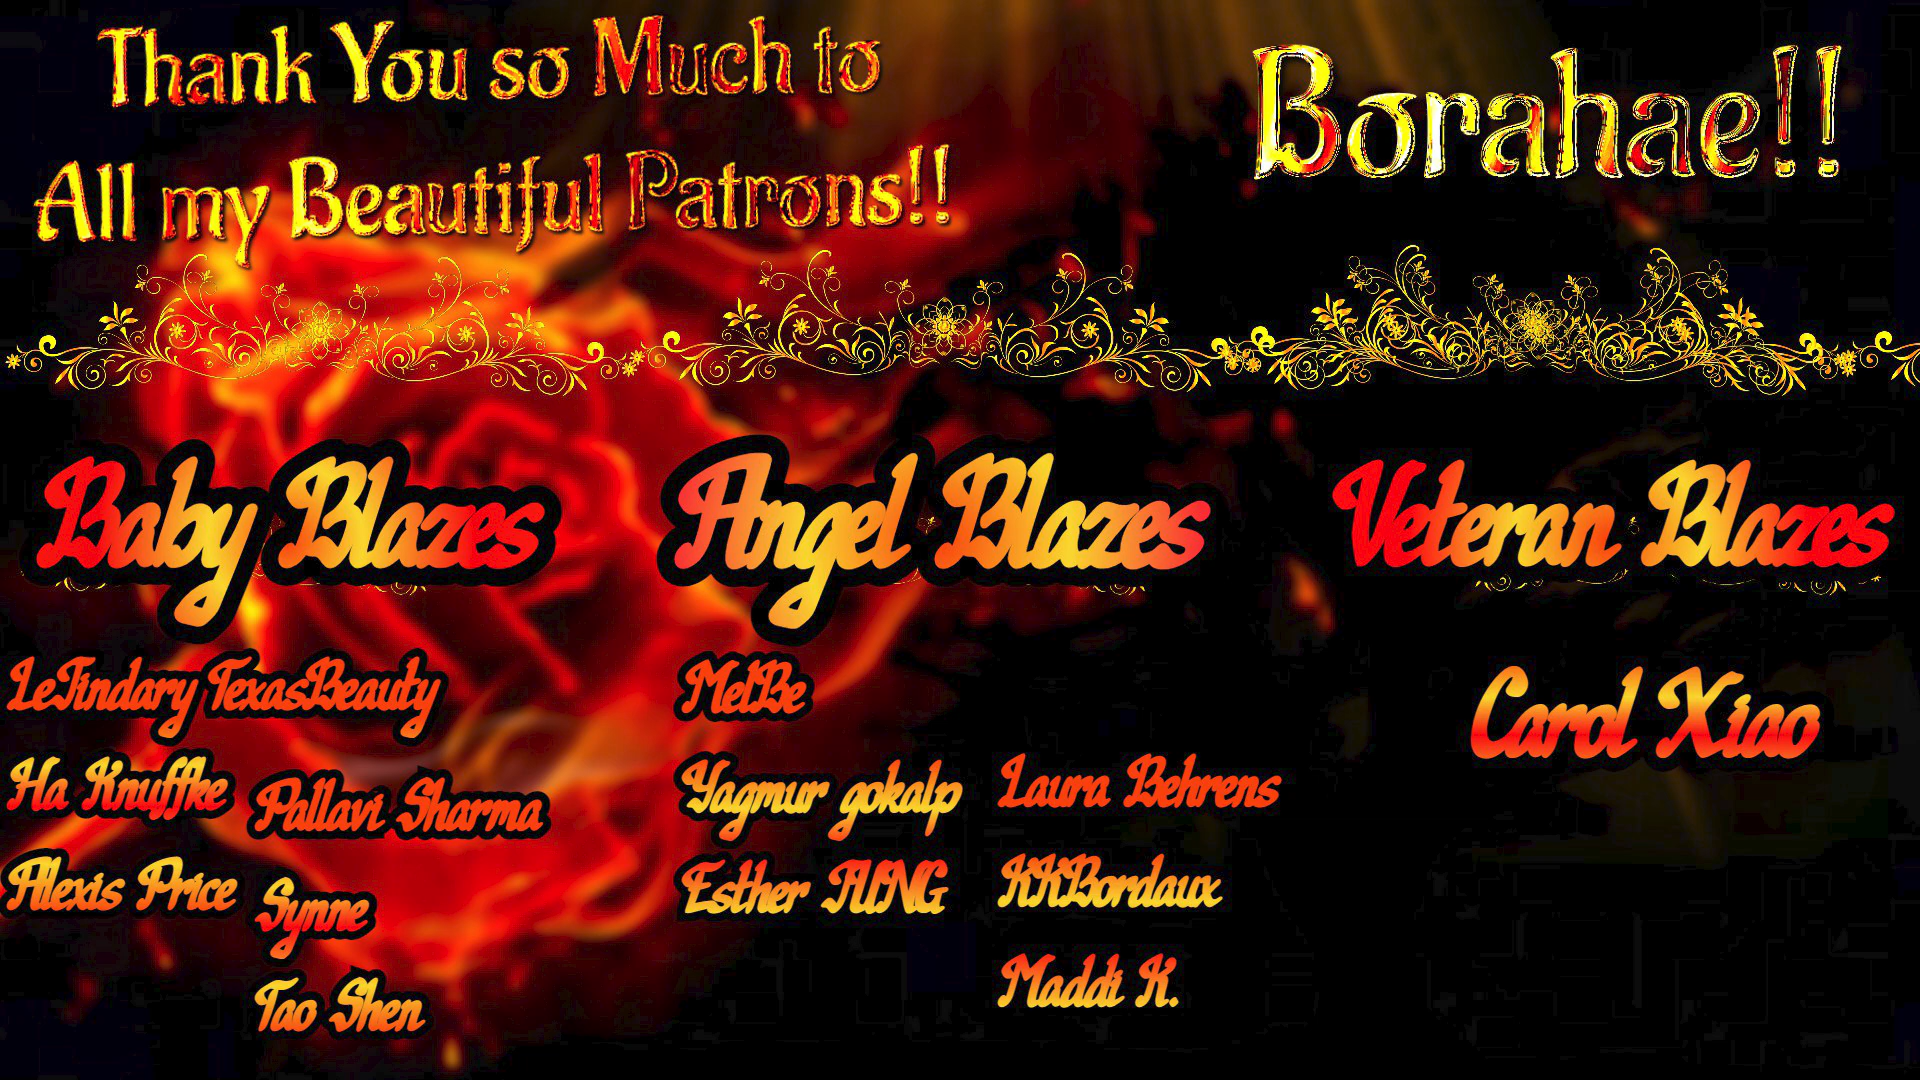 Thank You so Much to
All my Beautiful Patrons!!
Borahae!!
Baby Blazes
LeJindary TexasBeauty
Ha Knuffke
Pallavi Sharma
Alexis Price
Synne
Tao Shen
Angel Blazes
MelBe
Yagmur gokalp
Laura Behrens
Esther JUNG
KKBordaux
Maddi K.
Veteran Blazes
Carol Xiao